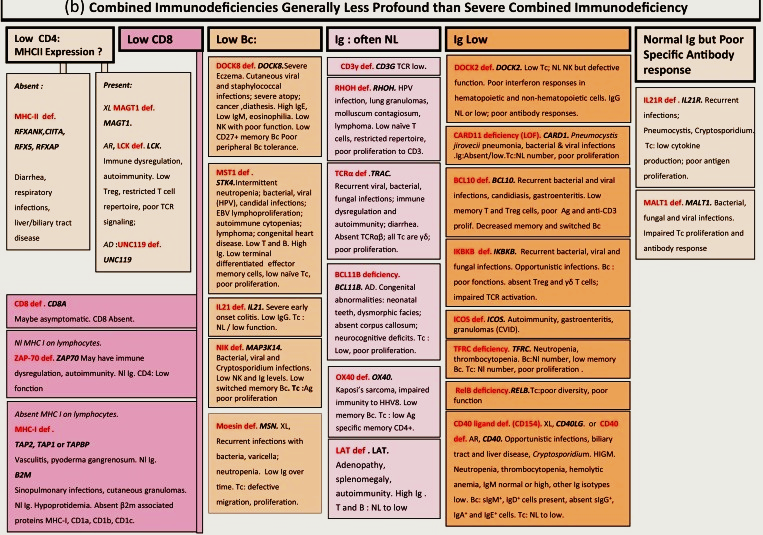 (b) Combined Immunodeficiencies Generally Less Profound than Severe Combined Immunodeficiency
Low CD4:
MHCII Expression ?
Absent :
MHC-II def.
RFXANK,CIITA,
RFX5, RFXAP
Diarrhea,
respiratory
infections,
liver/biliary tract
disease
Present:
XL MAGT1 def.
MAGT1.
AR, LCK def. LCK.
Immune dysregulation,
autoimmunity. Low
Treg, restricted T cell
repertoire, poor TCR
signaling;
AD :UNC119 def.
UNC119
Low CD8
CD8 def . CD8A
Maybe asymptomatic. CD8 Absent.
Nl MHC I on lymphocytes.
ZAP-70 def. ZAP70 May have immune
dysregulation, autoimmunity. Nl Ig. CD4: Low
function
Absent MHC I on lymphocytes.
MHC-I def .
TAP2, TAP1 or TAPBP
Vasculitis, pyoderma gangrenosum. Nl Ig.
B2M
Sinopulmonary infections, cutaneous granulomas.
Nl Ig. Hypoprotidemia. Absent β2m associated
proteins MHC-I, CD1a, CD1b, CD1c.
Low Bc:
DOCK8 def. DOCK8.Severe
Eczema. Cutaneous viral
and staphylococcal
infections; severe atopy;
cancer ,diathesis. High IgE,
Low IgM, eosinophilia. Low
NK with poor function. Low
CD27+ memory Bc Poor
peripheral Bc tolerance.
MST1 def .
STK4.Intermittent
neutropenia; bacterial, viral
(HPV), candidal infections;
EBV lymphoproliferation;
autoimmune cytopenias;
lymphoma; congenital heart
disease. Low T and B. High
Ig. Low terminal
differentiated effector
memory cells, low naïve Tc,
poor proliferation.
IL21 def . IL21. Severe early
onset colitis. Low IgG. Tc :
NL / low function.
NIK def . MAP3K14.
Bacterial, viral and
Cryptosporidium infections.
Low NK and Ig levels. Low
switched memory Bc. Tc :Ag
poor proliferation
Moesin def. MSN. XL,
Recurrent infections with
bacteria, varicella;
neutropenia. Low Ig over
time. Tc: defective
migration, proliferation.
Ig : often NL
CD3γ def. CD3G TCR low.
RHOH def. RHOH. HPV
infection, lung granulomas,
molluscum contagiosum,
lymphoma. Low naïve T
cells, restricted repertoire,
poor proliferation to CD3.
TCRα def .TRAC.
Recurrent viral, bacterial,
fungal infections; immune
dysregulation and
autoimmunity; diarrhea.
Absent TCRαβ; all Tc are γδ;
poor proliferation.
BCL11B deficiency.
BCL11B. AD. Congenital
abnormalities: neonatal
teeth, dysmorphic facies;
absent corpus callosum;
neurocognitive deficits. Tc :
Low, poor proliferation.
OX40 def . OX40.
Kaposi's sarcoma, impaired
immunity to HHV8. Low
memory Bc. Tc : low Ag
specific memory CD4+.
LAT def . LAT.
Adenopathy,
splenomegaly,
autoimmunity. High Ig .
T and B : NL to low
Ig Low
DOCK2 def. DOCK2. Low Tc; NL NK but defective
function. Poor interferon responses in
hematopoietic and non-hematopoietic cells. IgG
NL or low; poor antibody responses.
CARD11 deficiency (LOF). CARD1. Pneumocystis
jirovecii pneumonia, bacterial & viral infections
.Ig:Absent/low.Tc:NL number, poor proliferation
BCL10 def . BCL10. Recurrent bacterial and viral
infections, candidiasis, gastroenteritis. Low
memory T and Treg cells, poor Ag and anti-CD3
prolif. Decreased memory and switched Bc
IKBKB def. IKBKB. Recurrent bacterial, viral and
fungal infections. Opportunistic infections. Bc :
poor fonctions. absent Treg and γδ T cells;
impaired TCR activation.
ICOS def. ICOS. Autoimmunity, gastroenteritis,
granulomas (CVID).
TFRC deficiency. TFRC. Neutropenia,
thrombocytopenia. Bc:Nl number, low memory
Bc. Tc: Nl number, poor proliferation .
RelB deficiency.RELB.Tc:poor diversity, poor
function
CD40 ligand def. (CD154). XL, CD40LG. or CD40
def. AR, CD40. Opportunistic infections, biliary
tract and liver disease, Cryptosporidium. HIGM.
Neutropenia, thrombocytopenia, hemolytic
anemia, IgM normal or high, other Ig isotypes
low. Bc: sIgM⁺, IgD⁺ cells present, absent sIgG⁺,
IgA⁺ and IgE⁺ cells. Tc: NL to low.
Normal Ig but Poor
Specific Antibody
response
IL21R def . IL21R. Recurrent
infections;
Pneumocystis, Cryptosporidium.
Tc: low cytokine
production; poor antigen
proliferation.
MALT1 def. MALT1. Bacterial,
fungal and viral infections.
Impaired Tc proliferation and
antibody response